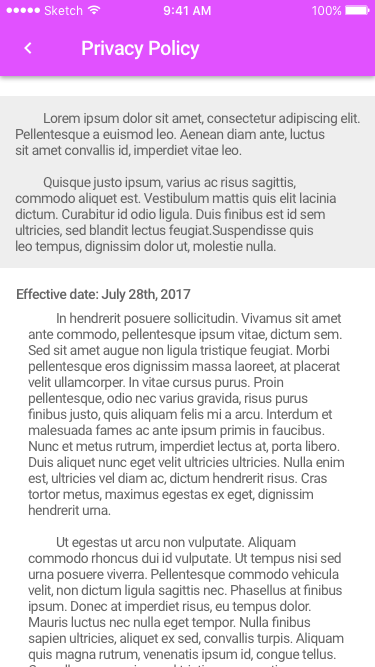 Sketch 9:41 AM 100%
Privacy Policy
Lorem ipsum dolor sit amet, consectetur adipiscing elit.
Pellentesque a euismod leo. Aenean diam ante, luctus
sit amet convallis id, imperdiet vitae leo.
Quisque justo ipsum, varius ac risus sagittis,
commodo aliquet est. Vestibulum mattis quis elit lacinia
dictum. Curabitur id odio ligula. Duis finibus est id sem
ultricies, sed blandit lectus feugiat.Suspendisse quis
leo tempus, dignissim dolor ut, molestie nulla.
Effective date: July 28th, 2017
In hendrerit posuere sollicitudin. Vivamus sit amet
ante commodo, pellentesque ipsum vitae, dictum sem.
Sed sit amet augue non ligula tristique feugiat. Morbi
pellentesque eros dignissim massa laoreet, at placerat
velit ullamcorper. In vitae cursus purus. Proin
pellentesque, odio nec varius gravida, risus purus
finibus justo, quis aliquam felis mi a arcu. Interdum et
malesuada fames ac ante ipsum primis in faucibus.
Nunc et metus rutrum, imperdiet lectus at, porta libero.
Duis aliquet nunc eget velit ultricies ultricies. Nulla enim
est, ultricies vel diam ac, dictum hendrerit risus. Cras
tortor metus, maximus egestas ex eget, dignissim
hendrerit urna.
Ut egestas ut arcu non vulputate. Aliquam
commodo rhoncus dui id vulputate. Ut tempus nisi sed
urna posuere viverra. Pellentesque commodo vehicula
velit, non dictum ligula sagittis nec. Phasellus at finibus
ipsum. Donec at imperdiet risus, eu tempus dolor.
Mauris luctus nec nulla eget tempor. Nulla finibus
sapien ultricies, aliquet ex sed, convallis turpis. Aliquam
quis magna rutrum, venenatis ipsum id, congue tellus.